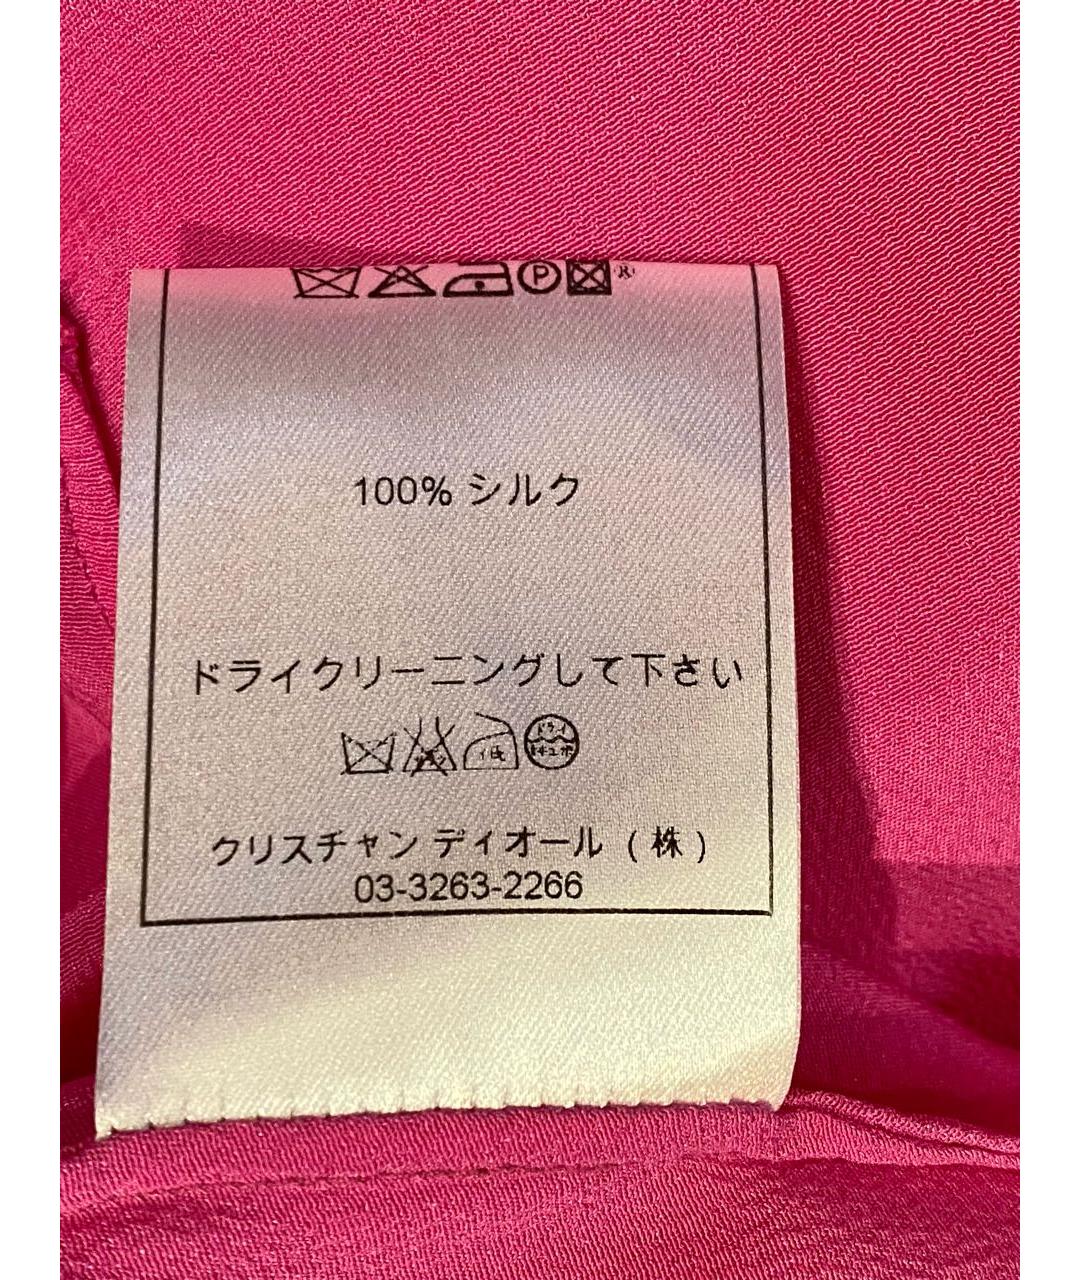 100% シルク
ドライクリーニングして下さい
クリスチャン ディオール (株)
03-3263-2266